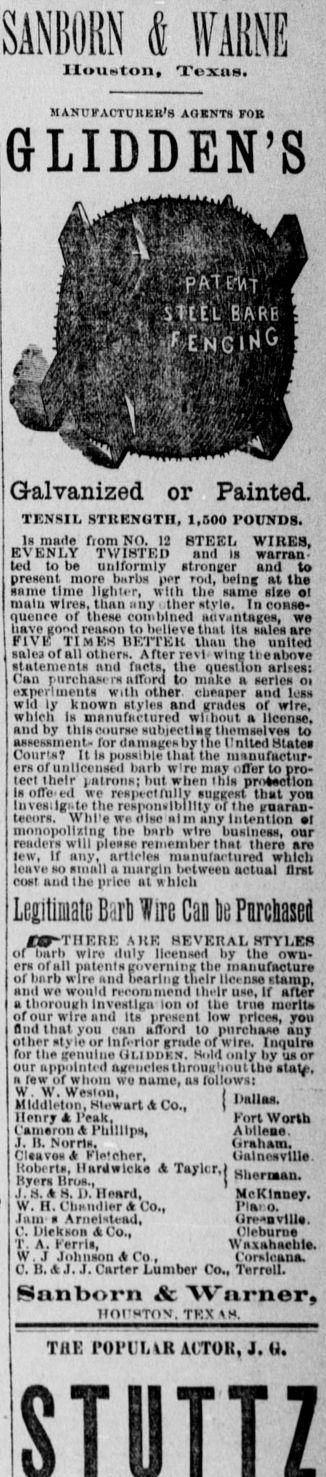 SANBORN & WARNE
Houston, Texas.
MANUFACTURER'S AGENTS FOR
GLIDDEN'S
PATENT
STEEL BARB
FENCING
Galvanized or Painted.
TENSIL STRENGTH, 1,500 POUNDS.
Is made from NO. 12 STEEL WIRES,
EVENLY TWISTED and is warran-
ted to be uniformly stronger and to
present more barbs per rod, being at the
same time lighter, with the same size of
main wires, than any other style. In conse-
quence of these combined advantages, we
have good reason to believe that its sales are
FIVE TIMES BETTER than the united
sales of all others. After reviewing the above
statements and facts, the question arises:
Can purchasers afford to make a series of
experiments with other cheaper and less
widly known styles and grades of wire,
which is manufactured without a license,
and by this course subjecting themselves to
assessments for damages by the United States
Courts? It is possible that the manufactur-
ers of unlicensed barb wire may offer to pro-
tect their patrons; but when this protection
is offered we respectfully suggest that you
investigate the responsibility of the guaran-
teeors. While we disclaim any intention of
monopolizing the barb wire business, our
readers will please remember that there are
few, if any, articles manufactured which
leave so small a margin between actual first
cost and the price at which
Legitimate Barb Wire Can be Purchased
THERE ARE SEVERAL STYLES
of barb wire duly licensed by the own-
ers of all patents governing the manufacture
of barb wire and bearing their license stamp,
and we would recommend their use, if after
a thorough investigation of the true merits
of our wire and its present low prices, you
find that you can afford to purchase any
other style or inferior grade of wire. Inquire
for the genuine GLIDDEN. Sold only by us or
our appointed agencies throughout the state,
a few of whom we name, as follows:
W. W. Weston,
Middleton, Stewart & Co., } Dallas.
Henry & Peak, Fort Worth
Cameron & Phillips, Abilene.
J. B. Norris, Graham.
Cleaves & Fletcher, Gainesville
Roberts, Hardwicke & Taylor,
Byers Bros., } Sherman.
J. S. & S. D. Heard, McKinney.
W. H. Chandler & Co., Plano.
Arnelstead, Greenville.
C. Dickson & Co., Cleburne
T. A. Ferris, Waxahachie.
W. J Johnson & Co., Corsicana.
C. B. & J. J. Carter Lumber Co., Terrell.
Sanborn & Warner,
HOUSTON, TEXAS.
THE POPULAR ACTOR, J. G.
STUTTZ